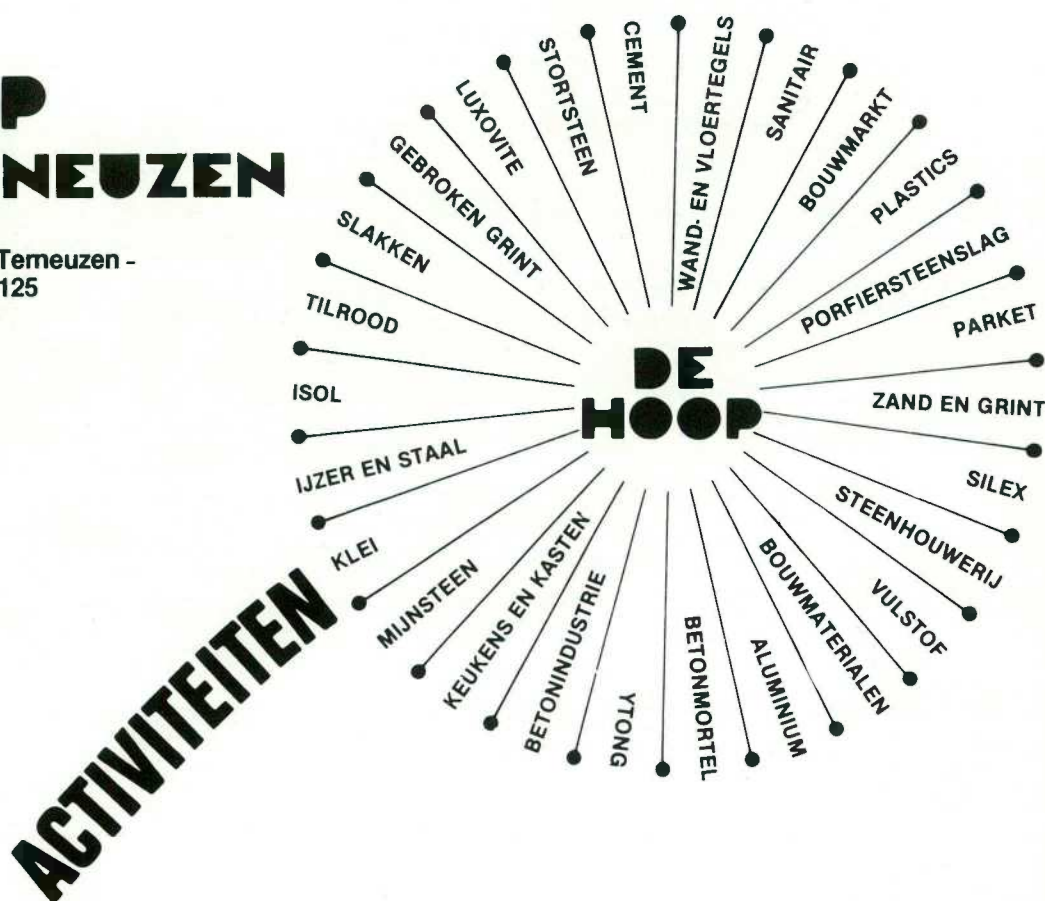 P
NEUZEN
Terneuzen -
125
DE
HOOP
CEMENT
WAND- EN VLOERTEGELS
SANITAIR
BOUWMARKT
PLASTICS
PORFIERSTEENSLAG
PARKET
ZAND EN GRINT
SILEX
STEENHOUWERIJ
VULSTOF
BOUWMATERIALEN
ALUMINIUM
BETONMORTEL
YTONG
BETONINDUSTRIE
KEUKENS EN KASTEN
MIJNSTEEN
KLEI
IJZER EN STAAL
ISOL
TILROOD
SLAKKEN
GEBROKEN GRINT
LUXOVITE
STORTSTEEN
ACTIVITEITEN